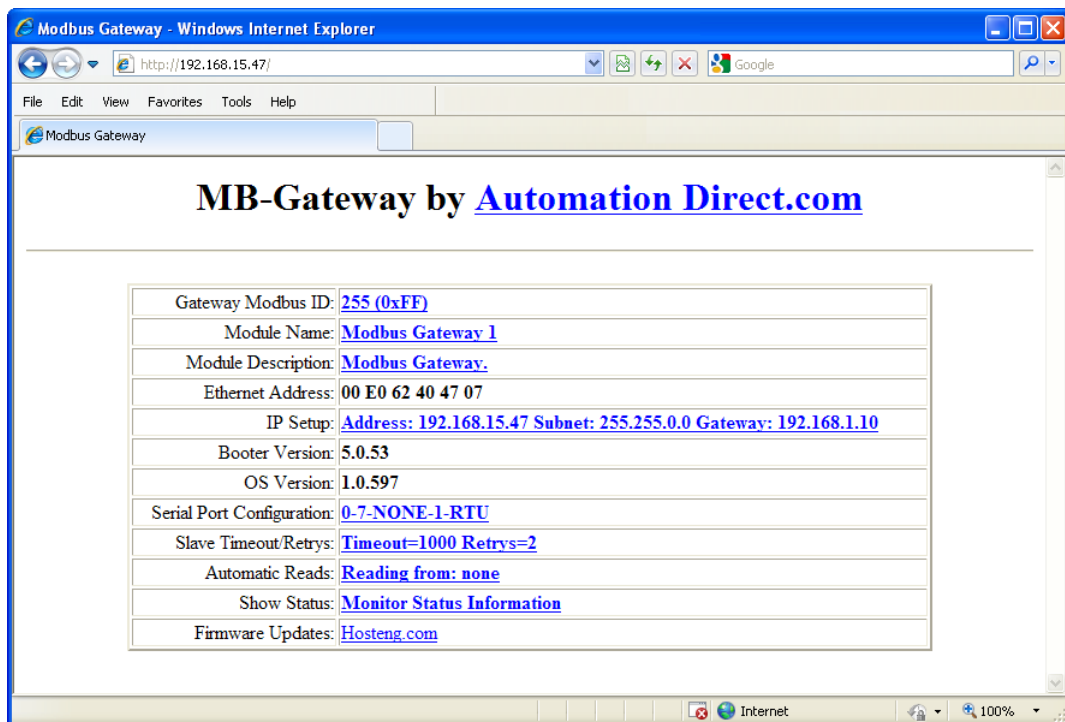 Modbus Gateway - Windows Internet Explorer
http://192.168.15.47/
Google
File Edit View Favorites Tools Help
Modbus Gateway
MB-Gateway by Automation Direct.com
Gateway Modbus ID: 255 (0xFF)
Module Name: Modbus Gateway 1
Module Description: Modbus Gateway.
Ethernet Address: 00 E0 62 40 47 07
IP Setup: Address: 192.168.15.47 Subnet: 255.255.0.0 Gateway: 192.168.1.10
Booter Version: 5.0.53
OS Version: 1.0.597
Serial Port Configuration: 0-7-NONE-1-RTU
Slave Timeout/Retrys: Timeout=1000 Retrys=2
Automatic Reads: Reading from: none
Show Status: Monitor Status Information
Firmware Updates: Hosteng.com
Internet 100%